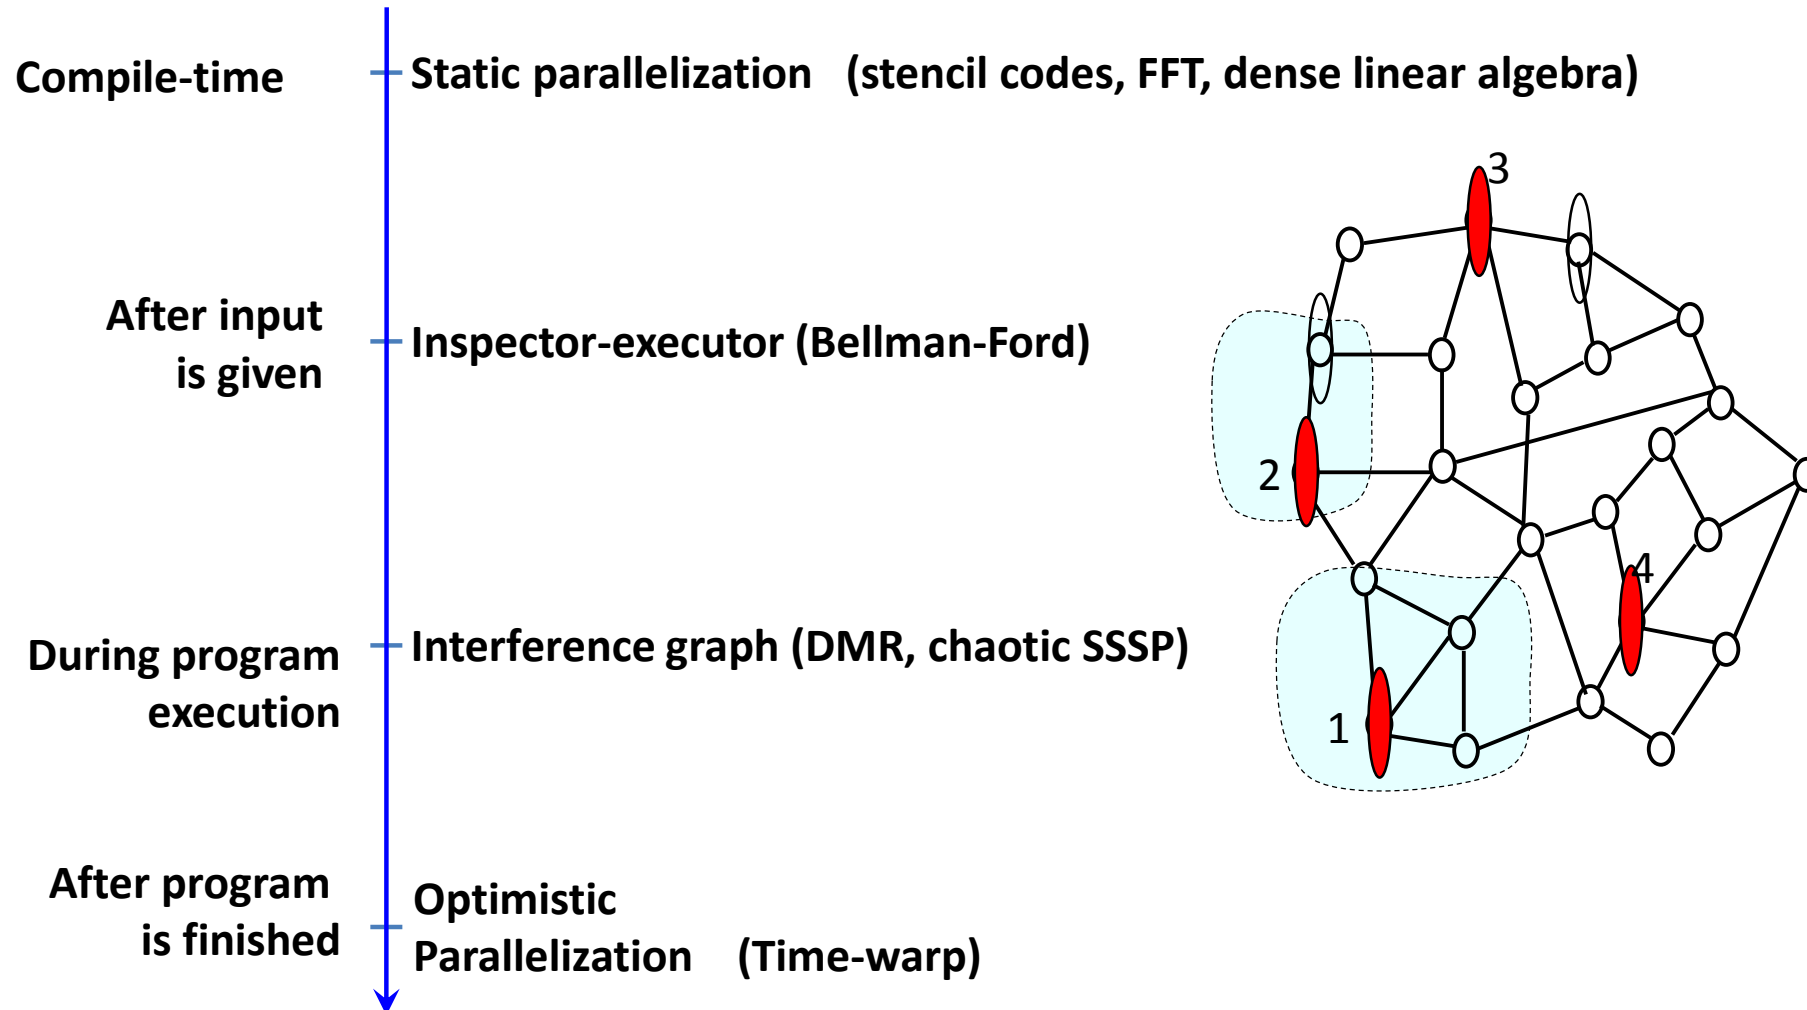 Compile-time
Static parallelization (stencil codes, FFT, dense linear algebra)
3
After input
is given
Inspector-executor (Bellman-Ford)
2
4
During program
execution
Interference graph (DMR, chaotic SSSP)
1
After program
is finished
Optimistic
Parallelization (Time-warp)